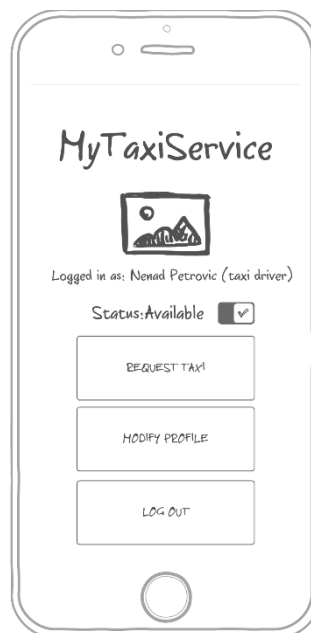 MyTaxiService
Logged in as: Nenad Petrovic (taxi driver)
Status:Available
REQUEST TAXI
MODIFY PROFILE
LOG OUT